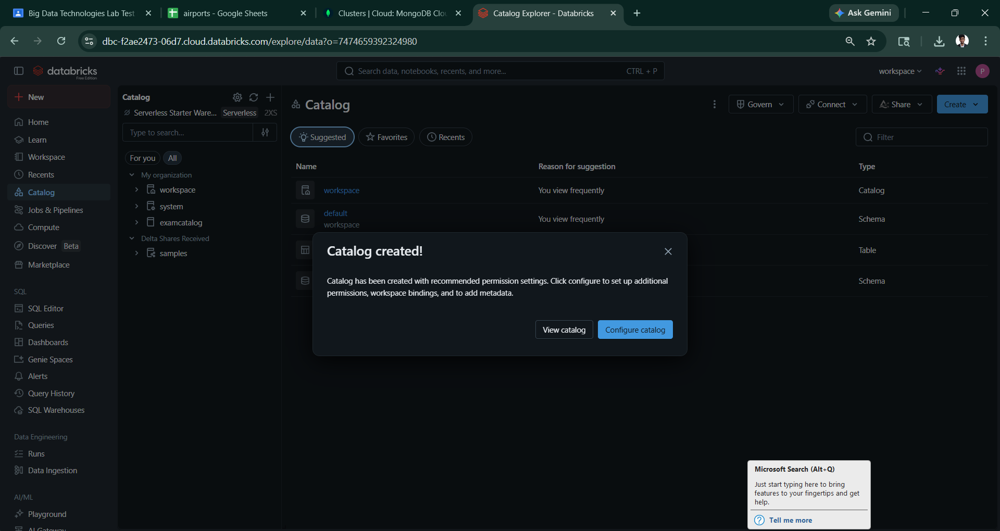 Big Data Technologies Lab Test
airports - Google Sheets
Clusters | Cloud: MongoDB Clou
Catalog Explorer - Databricks
Ask Gemini
dbc-f2ae2473-06d7.cloud.databricks.com/explore/data?o=7474659392324980
databricks
Free Edition
Search data, notebooks, recents, and more...
CTRL + P
workspace
P
New
Home
Learn
Workspace
Recents
Catalog
Jobs & Pipelines
Compute
Discover Beta
Marketplace
SQL
SQL Editor
Queries
Dashboards
Genie Spaces
Alerts
Query History
SQL Warehouses
Data Engineering
Runs
Data Ingestion
AI/ML
Playground
AI Gateway
Catalog
Serverless Starter Ware... Serverless 2XS
Type to search...
For you All
My organization
workspace
system
examcatalog
Delta Shares Received
samples
Catalog
Govern
Connect
Share
Create
Suggested
Favorites
Recents
Filter
Name Reason for suggestion Type
workspace You view frequently Catalog
default
workspace
You view frequently Schema
Table
Schema
Catalog created!
Catalog has been created with recommended permission settings. Click configure to set up additional
permissions, workspace bindings, and to add metadata.
View catalog
Configure catalog
Microsoft Search (Alt+Q)
Just start typing here to bring
features to your fingertips and get
help.
? Tell me more